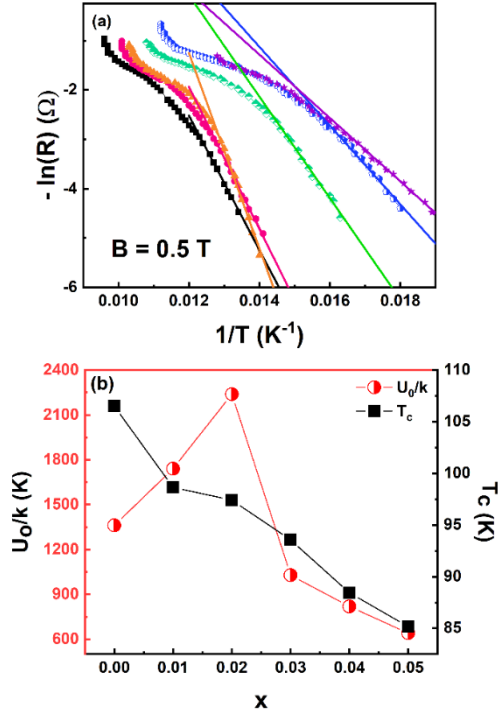 (a)
-2
-4
-6
- ln(R) (Ω)
B = 0.5 T
0.010 0.012 0.014 0.016 0.018
1/T (K-1)
(b)
U0/k
Tc
2400
2100
1800
1500
1200
900
600
U0/k (K)
110
105
100
95
90
85
Tc (K)
0.00 0.01 0.02 0.03 0.04 0.05
x